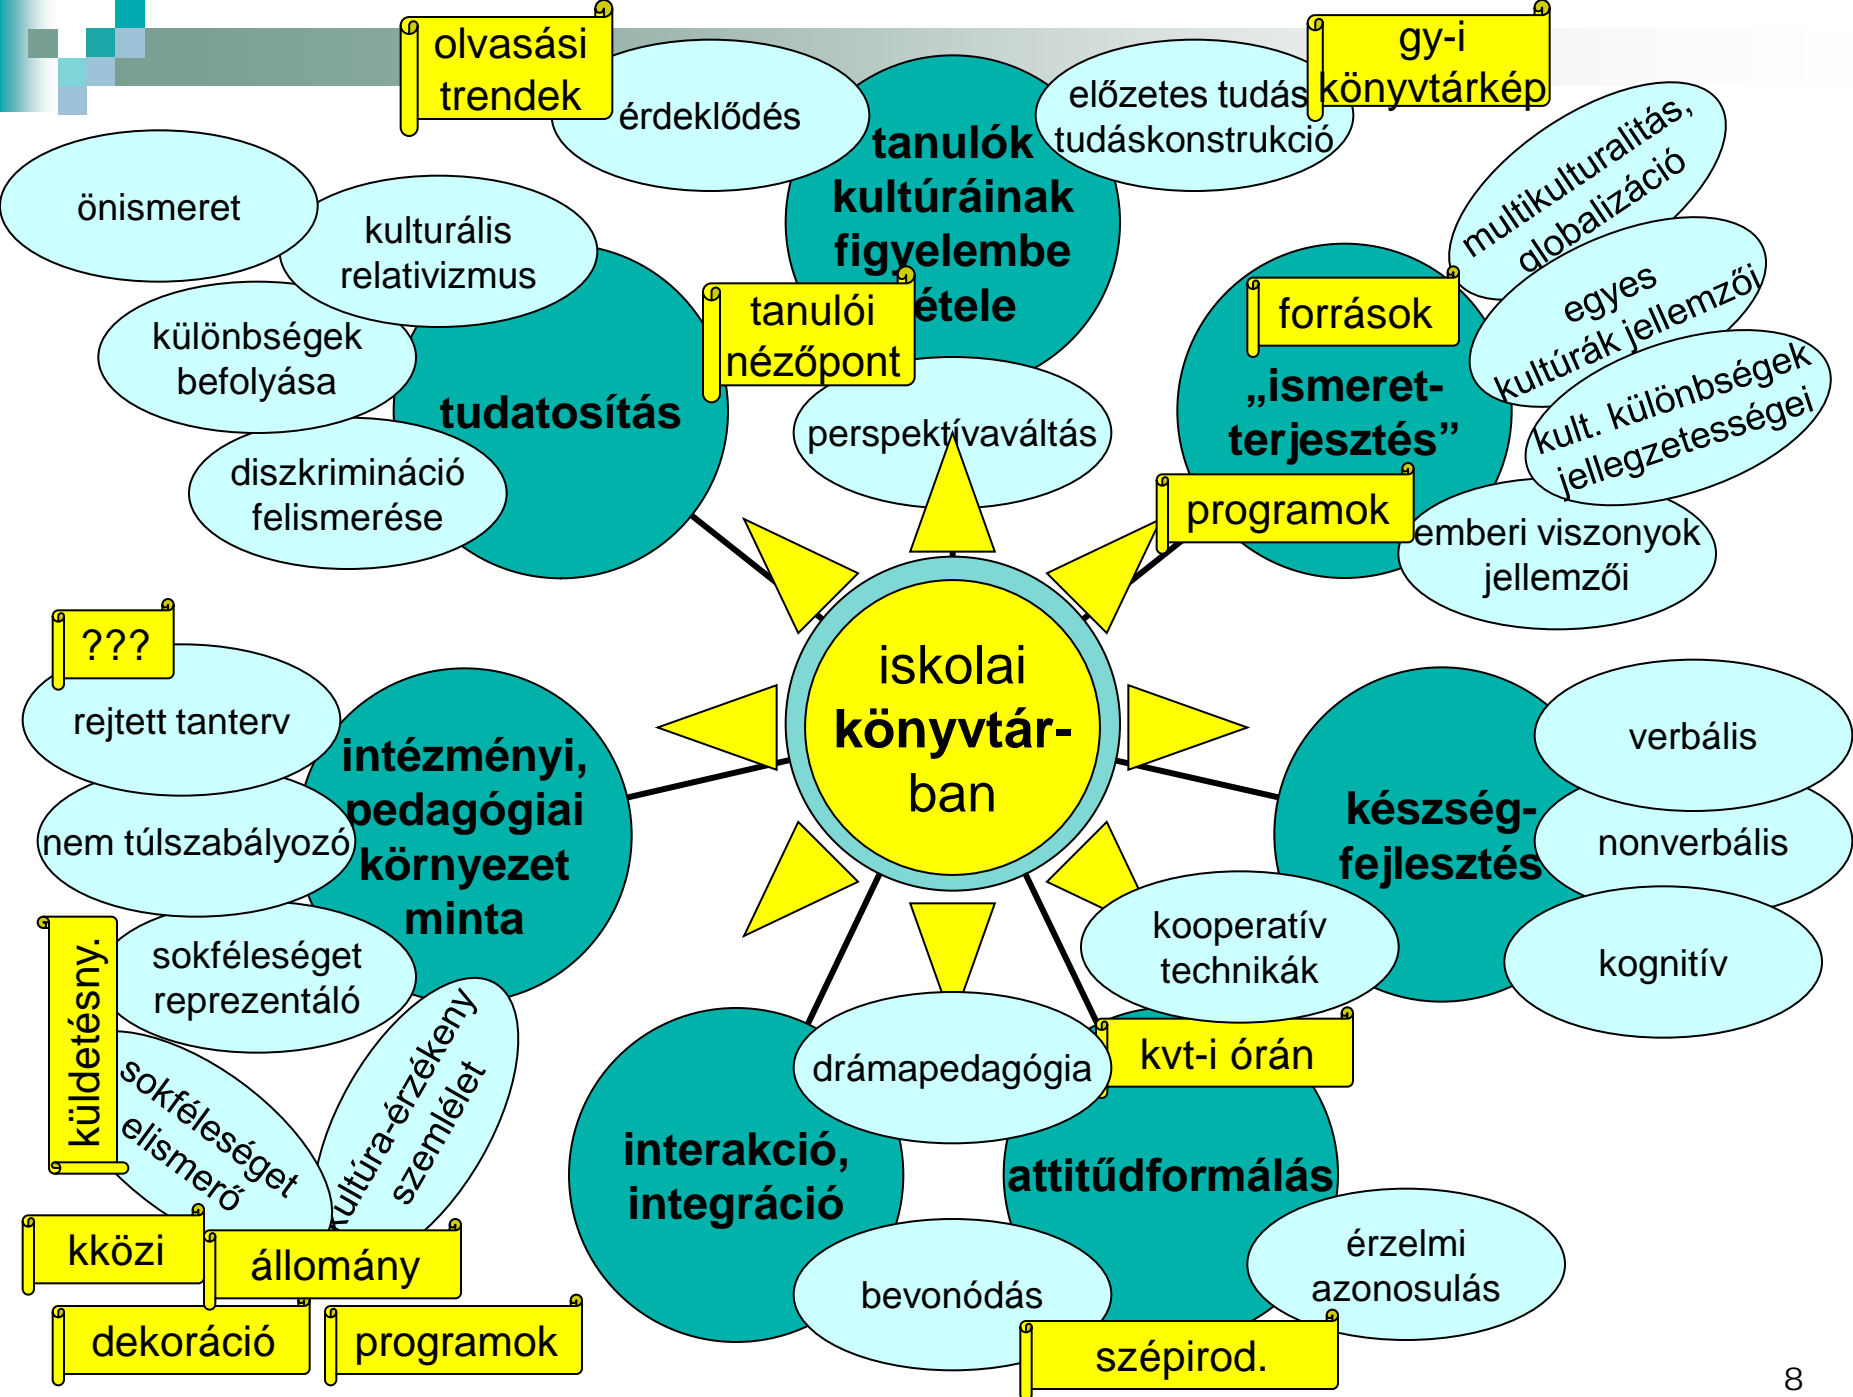 olvasási
trendek
érdeklődés
tanulók
kultúráinak
figyelembe
étele
előzetes tudás
tudáskonstrukció
gy-i
könyvtárkép
tanulói
nézőpont
perspektívaváltás
önismeret
kulturális
relativizmus
különbségek
befolyása
diszkrimináció
felismerése
tudatosítás
források
„ismeret-
terjesztés”
programok
multikulturalitás,
globalizáció
egyes
kultúrák jellemzői
kult. különbségek
jellegzetességei
emberi viszonyok
jellemzői
iskolai
könyvtár-
ban
???
rejtett tanterv
nem túlszabályozó
sokféleséget
reprezentáló
intézményi,
pedagógiai
környezet
minta
küldetésny.
sokféleséget
elismerő
kultúra-érzékeny
szemlélet
kközi
állomány
dekoráció
programok
készség-
fejlesztés
verbális
nonverbális
kognitív
kooperatív
technikák
kvt-i órán
drámapedagógia
interakció,
integráció
attitűdformálás
bevonódás
érzelmi
azonosulás
szépirod.
8